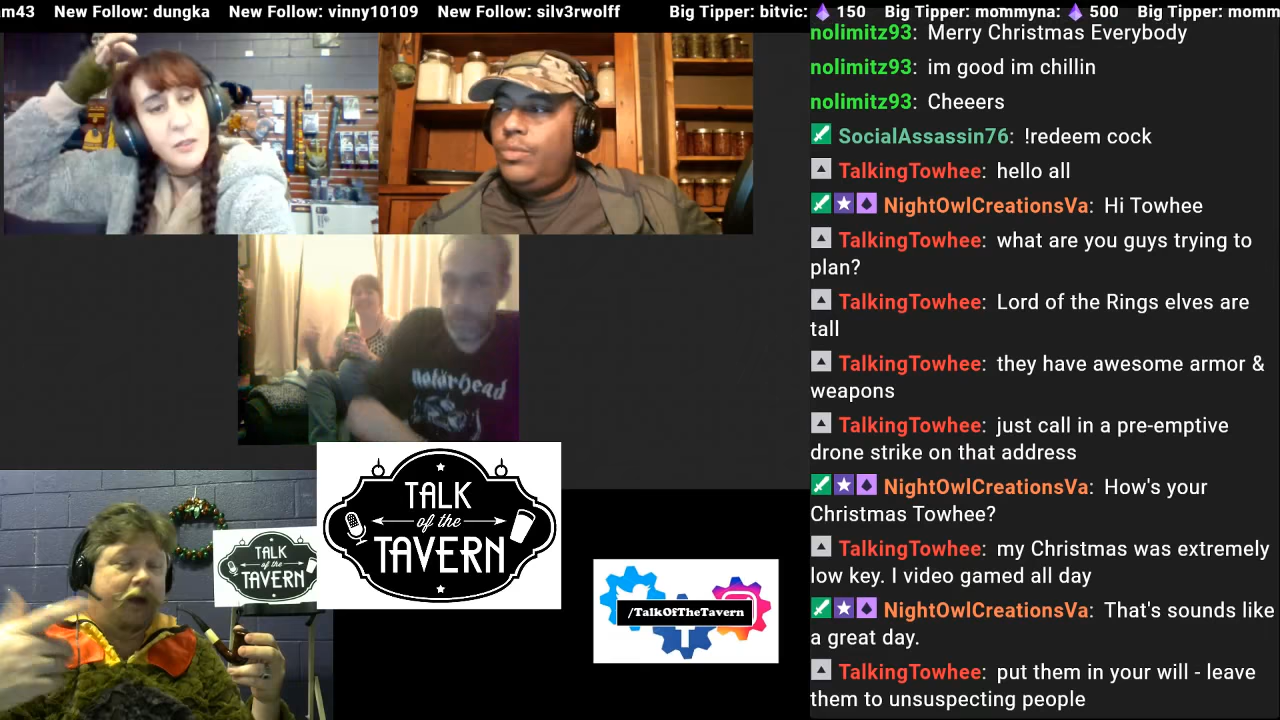 am43 New Follow: dungka New Follow: vinny10109 New Follow: silv3rwolff Big Tipper: bitvic: 150 Big Tipper: mommyna: 500 Big Tipper: momm
nolimitz93: Merry Christmas Everybody
nolimitz93: im good im chillin
nolimitz93: Cheeers
SocialAssassin76: !redeem cock
TalkingTowhee: hello all
NightOwlCreationsVa: Hi Towhee
TalkingTowhee: what are you guys trying to
plan?
TalkingTowhee: Lord of the Rings elves are
tall
TalkingTowhee: they have awesome armor &
weapons
TalkingTowhee: just call in a pre-emptive
drone strike on that address
NightOwlCreationsVa: How's your
Christmas Towhee?
TalkingTowhee: my Christmas was extremely
low key. I video gamed all day
NightOwlCreationsVa: That's sounds like
a great day.
TalkingTowhee: put them in your will - leave
them to unsuspecting people
motörhead
TALK
of the
TAVERN
TALK
of the
TAVERN
/TalkOfTheTavern